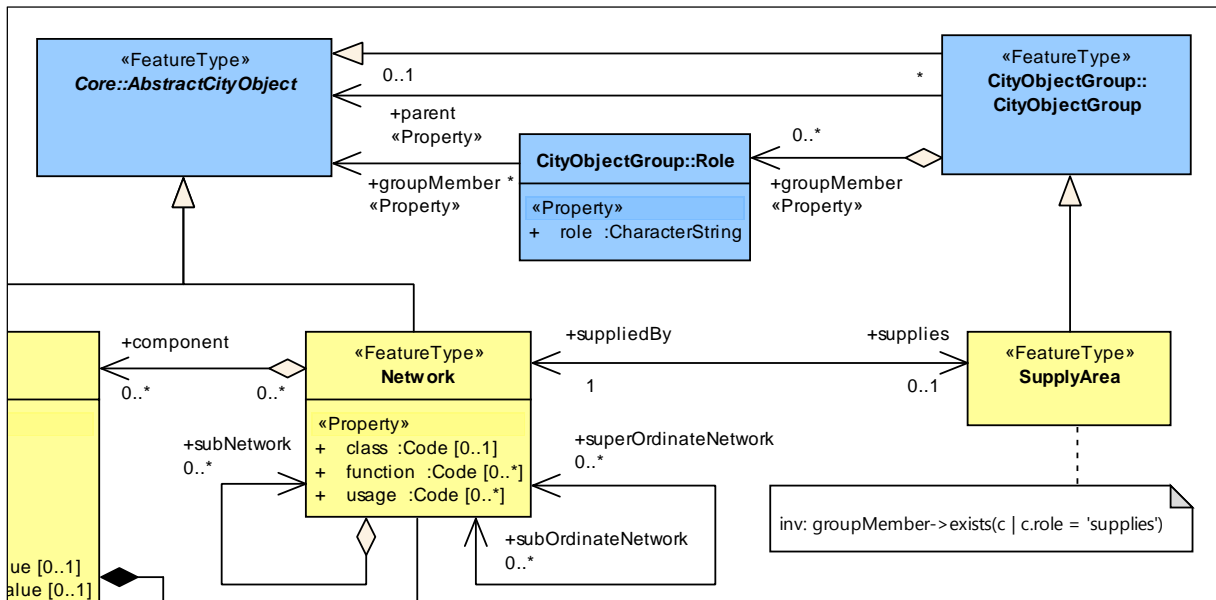 «FeatureType»
Core::AbstractCityObject
0..1
*
+parent
«Property»
«FeatureType»
CityObjectGroup::
CityObjectGroup
CityObjectGroup::Role
«Property»
+ role :CharacterString
+groupMember *
«Property»
0..*
+groupMember
«Property»
+component
0..*
0..*
«FeatureType»
Network
«Property»
+ class :Code [0..1]
+ function :Code [0..*]
+ usage :Code [0..*]
+suppliedBy
1
+supplies
0..1
«FeatureType»
SupplyArea
+subNetwork
0..*
+superOrdinateNetwork
0..*
+subOrdinateNetwork
0..*
inv: groupMember->exists(c | c.role = 'supplies')
ue [0..1]
alue [0..1]